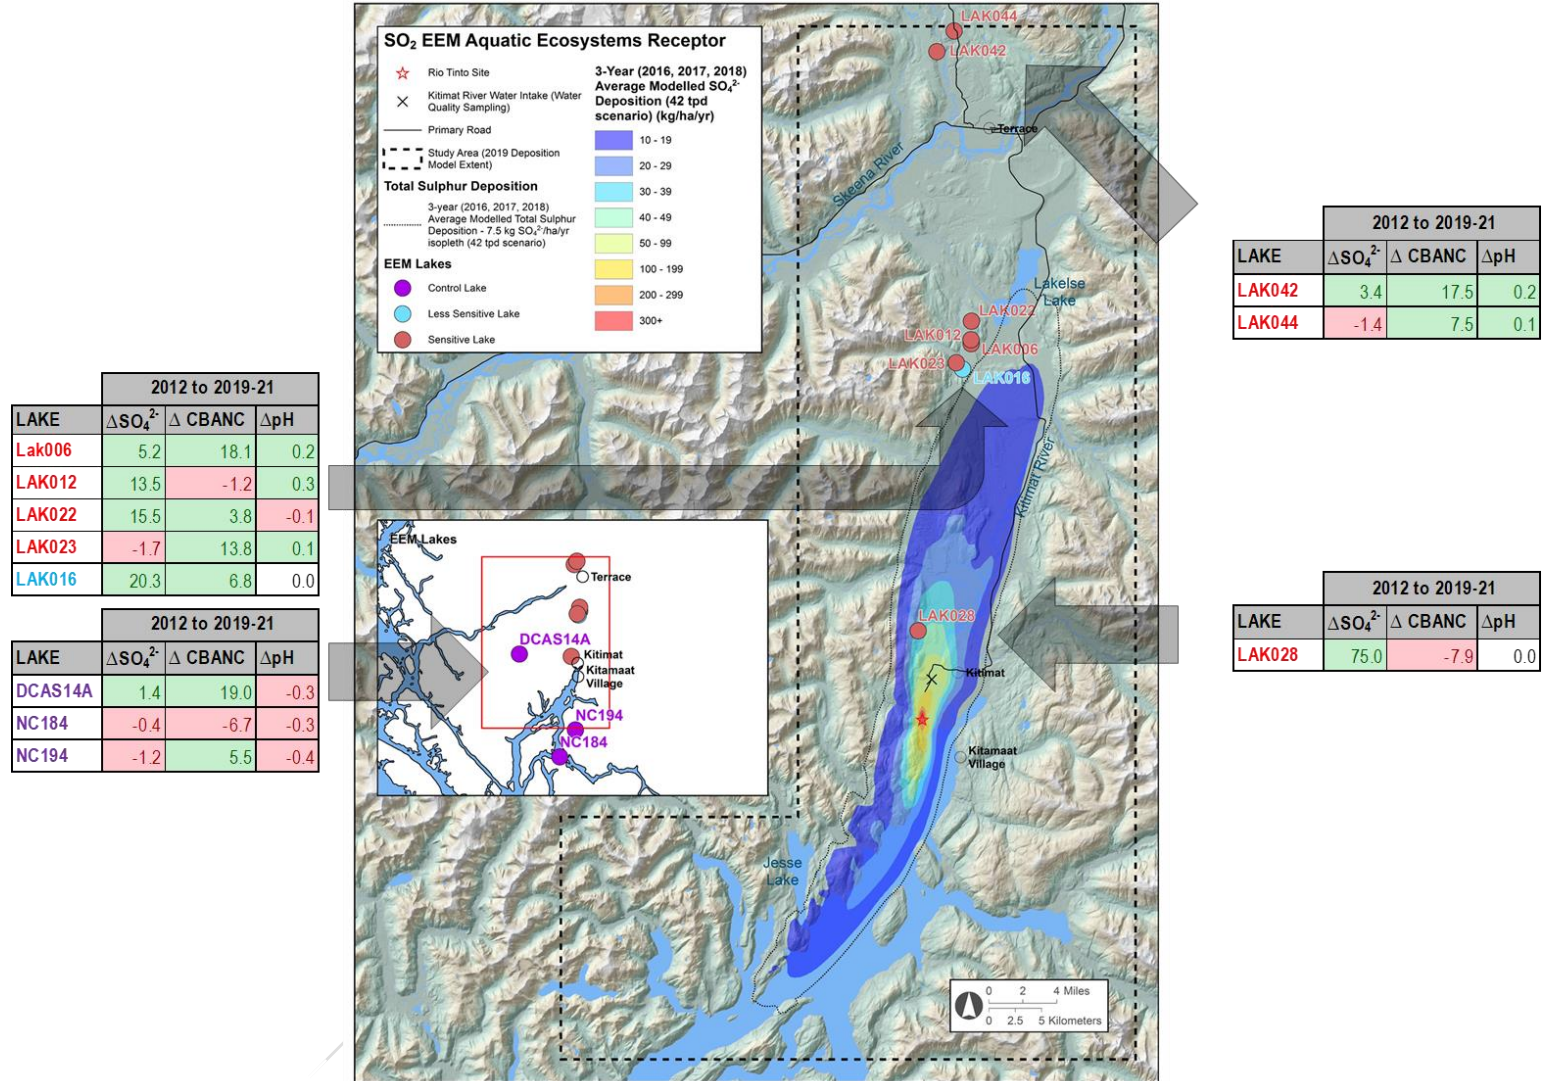 SO₂ EEM Aquatic Ecosystems Receptor
Rio Tinto Site
Kitimat River Water Intake (Water
Quality Sampling)
Primary Road
Study Area (2019 Deposition
Model Extent)
Total Sulphur Deposition
3-year (2016, 2017, 2018)
Average Modelled Total Sulphur
Deposition - 7.5 kg SO₄²⁻/ha/yr
isopleth (42 tpd scenario)
EEM Lakes
Control Lake
Less Sensitive Lake
Sensitive Lake
3-Year (2016, 2017, 2018)
Average Modelled SO₄²⁻
Deposition (42 tpd
scenario) (kg/ha/yr)
10 - 19
20 - 29
30 - 39
40 - 49
50 - 99
100 - 199
200 - 299
300+
LAK044
LAK042
Terrace
Skeena River
Lakelse
Lake
LAK022
LAK012
LAK006
LAK023
LAK016
Kitimat River
LAK028
Kitimat
Kitamaat
Village
Jesse
Lake
0 2 4 Miles
0 2.5 5 Kilometers
EEM Lakes
Terrace
DCAS14A
Kitimat
Kitamaat
Village
NC194
NC184
2012 to 2019-21
LAKE ΔSO₄²⁻ Δ CBANC ΔpH
Lak006 5.2 18.1 0.2
LAK012 13.5 -1.2 0.3
LAK022 15.5 3.8 -0.1
LAK023 -1.7 13.8 0.1
LAK016 20.3 6.8 0.0
2012 to 2019-21
LAKE ΔSO₄²⁻ Δ CBANC ΔpH
DCAS14A 1.4 19.0 -0.3
NC184 -0.4 -6.7 -0.3
NC194 -1.2 5.5 -0.4
2012 to 2019-21
LAKE ΔSO₄²⁻ Δ CBANC ΔpH
LAK042 3.4 17.5 0.2
LAK044 -1.4 7.5 0.1
2012 to 2019-21
LAKE ΔSO₄²⁻ Δ CBANC ΔpH
LAK028 75.0 -7.9 0.0